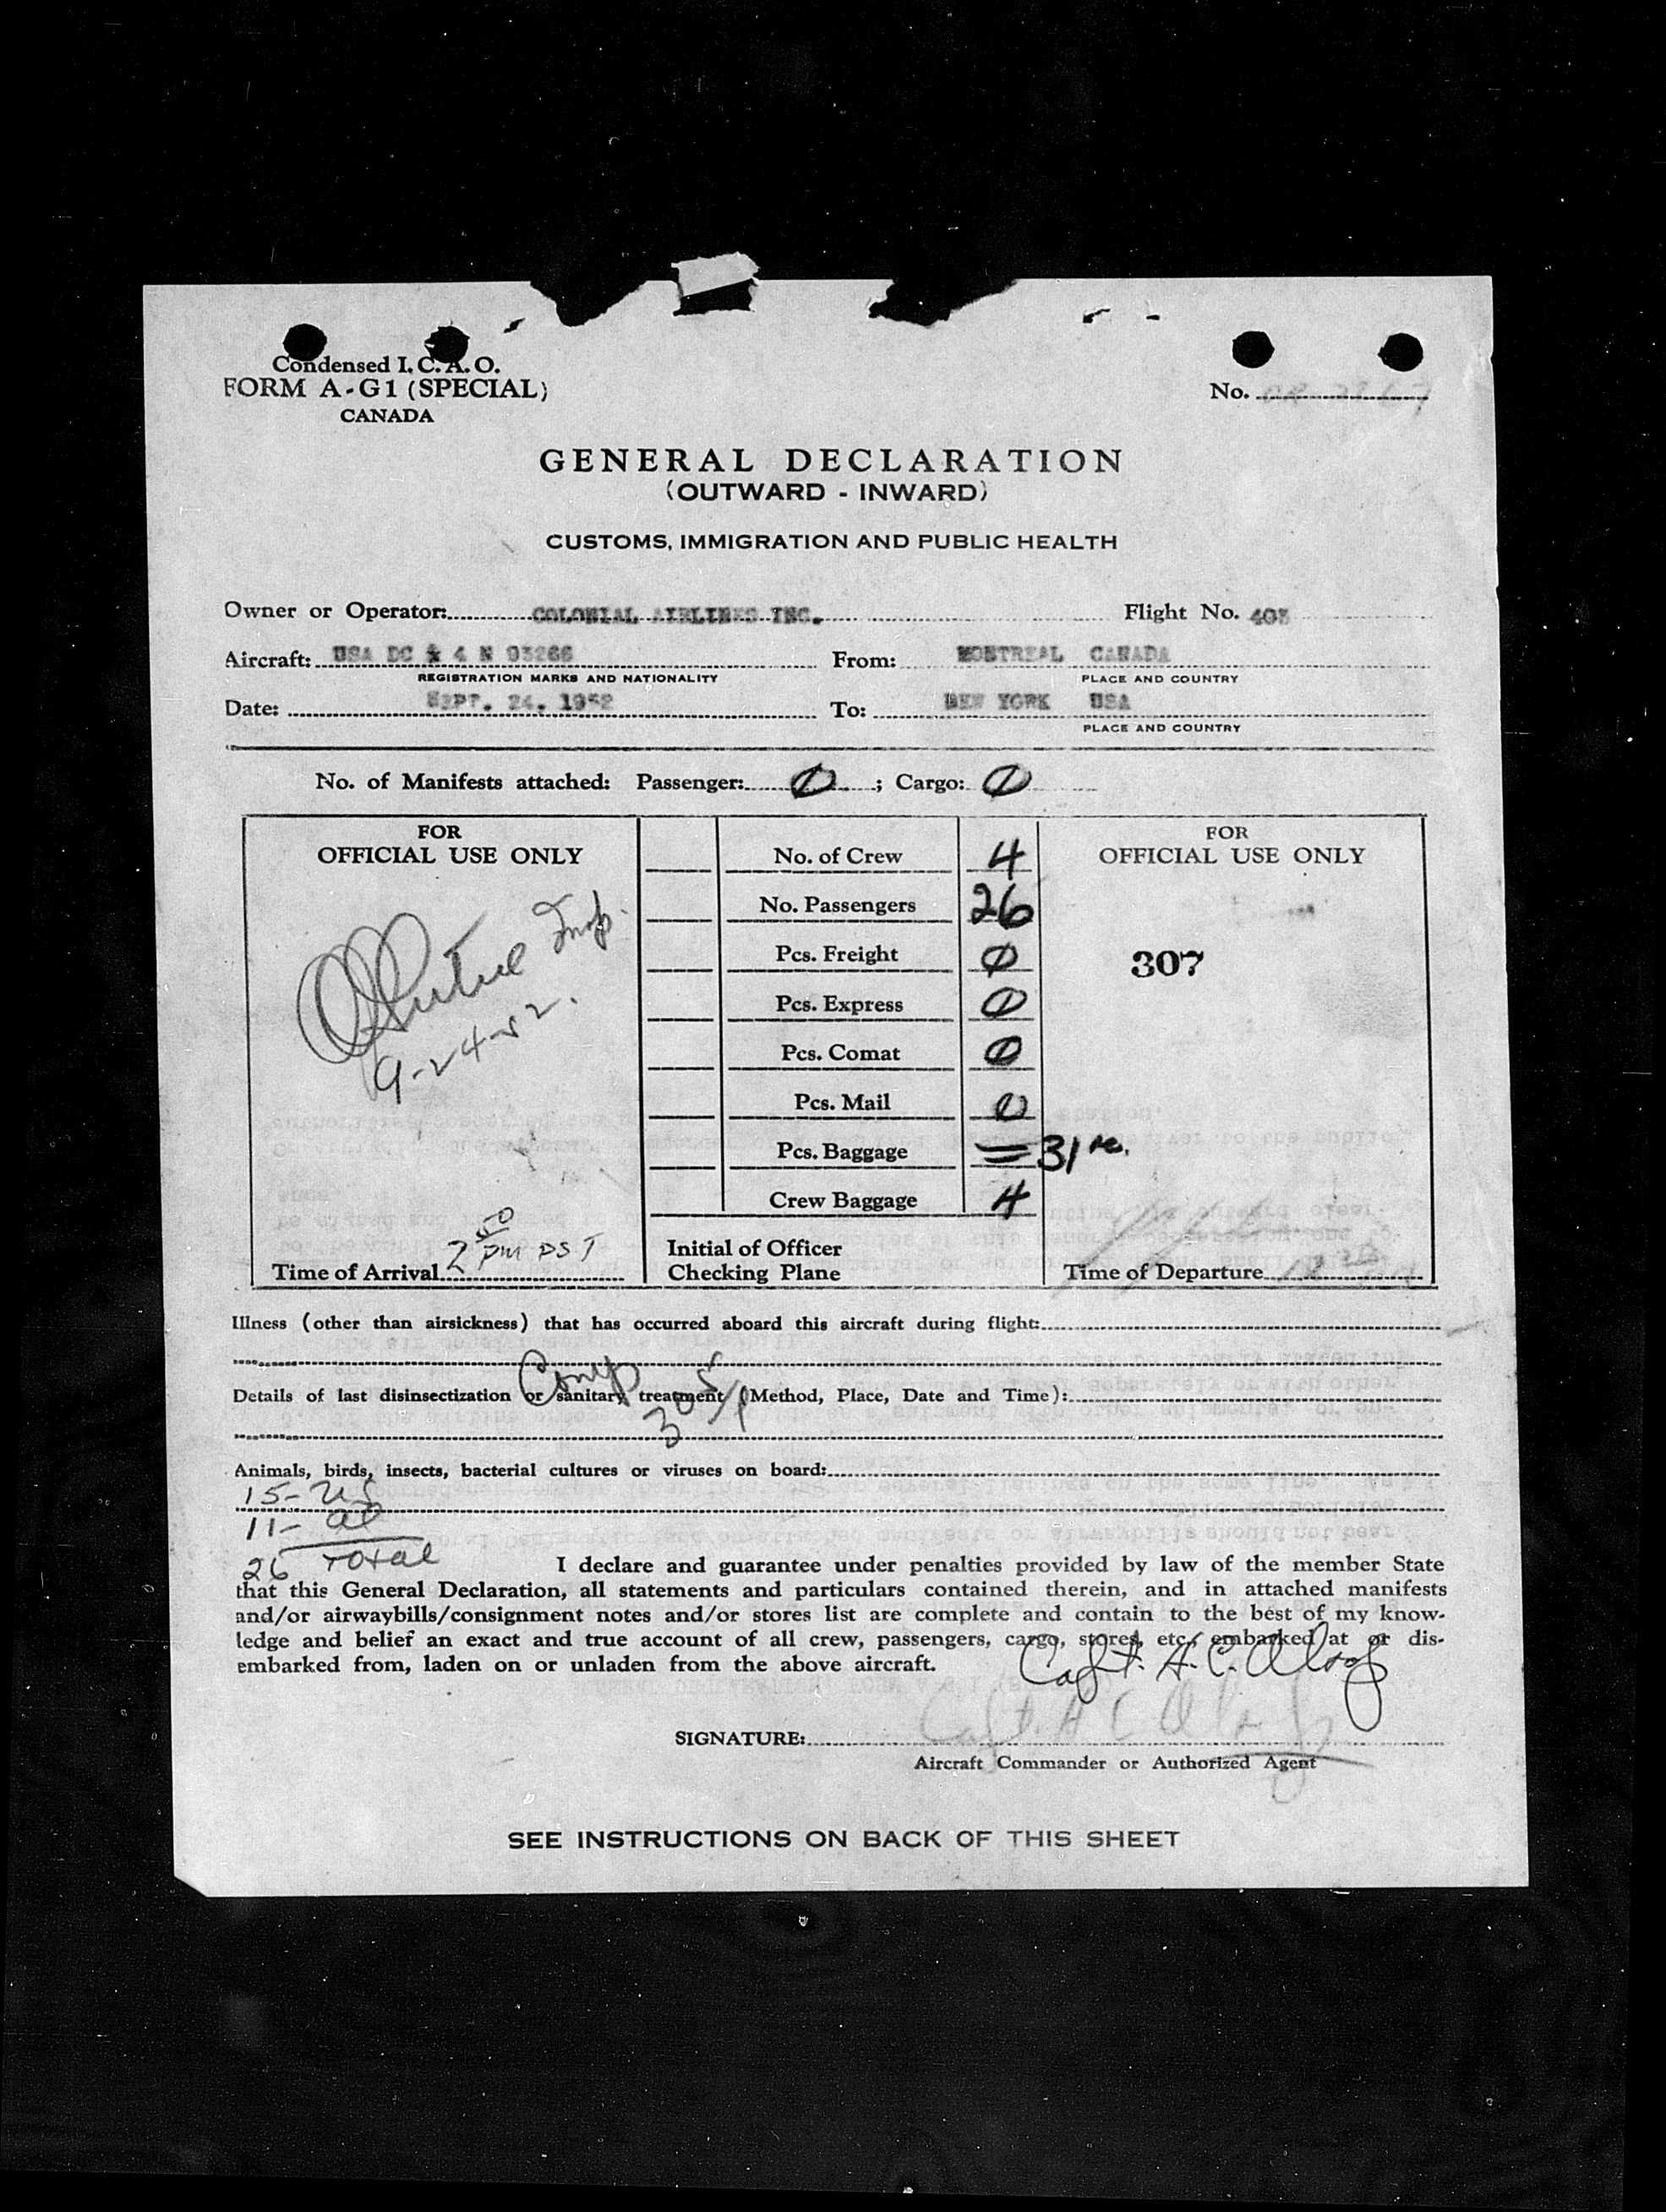 Condensed I.C.A.O.
FORM A-G1 (SPECIAL)
CANADA
No.
GENERAL DECLARATION
(OUTWARD - INWARD)
CUSTOMS, IMMIGRATION AND PUBLIC HEALTH
Owner or Operator: COLONIAL AIRLINES INC. Flight No. 403
Aircraft: USA DC 4 N 93266 From: MONTREAL CANADA
REGISTRATION MARKS AND NATIONALITY PLACE AND COUNTRY
Date: SEPT. 24, 1952 To: NEW YORK USA
PLACE AND COUNTRY
No. of Manifests attached: Passenger: 0 ; Cargo: 0
FOR
OFFICIAL USE ONLY
Insp.
9-24-52.
Time of Arrival 2 50 PM DST
No. of Crew 4
No. Passengers 26
Pcs. Freight 0
Pcs. Express 0
Pcs. Comat 0
Pcs. Mail 0
Pcs. Baggage = 31
Crew Baggage 4
Initial of Officer
Checking Plane
FOR
OFFICIAL USE ONLY
307
Time of Departure
Illness (other than airsickness) that has occurred aboard this aircraft during flight:
Comp
Details of last disinsectization or sanitary treatment (Method, Place, Date and Time):
Animals, birds, insects, bacterial cultures or viruses on board:
15- US
11- al
26 Total
I declare and guarantee under penalties provided by law of the member State
that this General Declaration, all statements and particulars contained therein, and in attached manifests
and/or airwaybills/consignment notes and/or stores list are complete and contain to the best of my know-
ledge and belief an exact and true account of all crew, passengers, cargo, stores, etc., embarked at or dis-
embarked from, laden on or unladen from the above aircraft.
Capt. A. C.
SIGNATURE: Capt. A C
Aircraft Commander or Authorized Agent
SEE INSTRUCTIONS ON BACK OF THIS SHEET